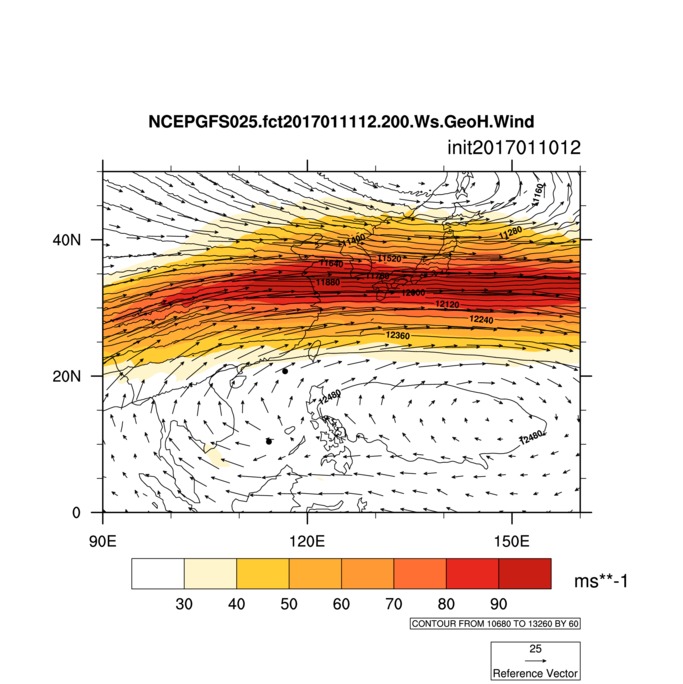 NCEPGFS025.fct2017011112.200.Ws.GeoH.Wind
init2017011012
11160
11280
40N
11400
11520
11640
11760
11880
12000
12120
12240
12360
20N
12480
12480
0
90E 120E 150E
30 40 50 60 70 80 90
ms**-1
CONTOUR FROM 10680 TO 13260 BY 60
25
Reference Vector